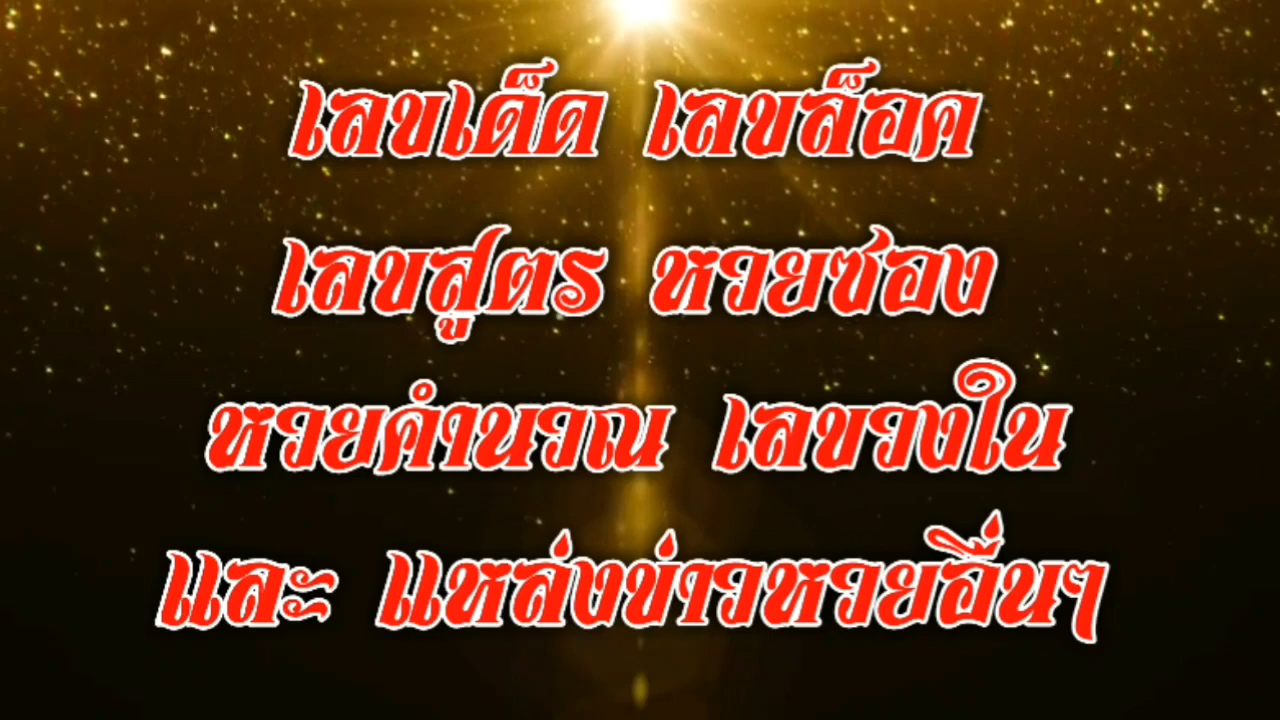 เลขเด็ด เลขล็อค
เลขสูตร หวยซอง
หวยคำนวณ เลขวงใน
และ แหล่งข่าวหวยอื่นๆ